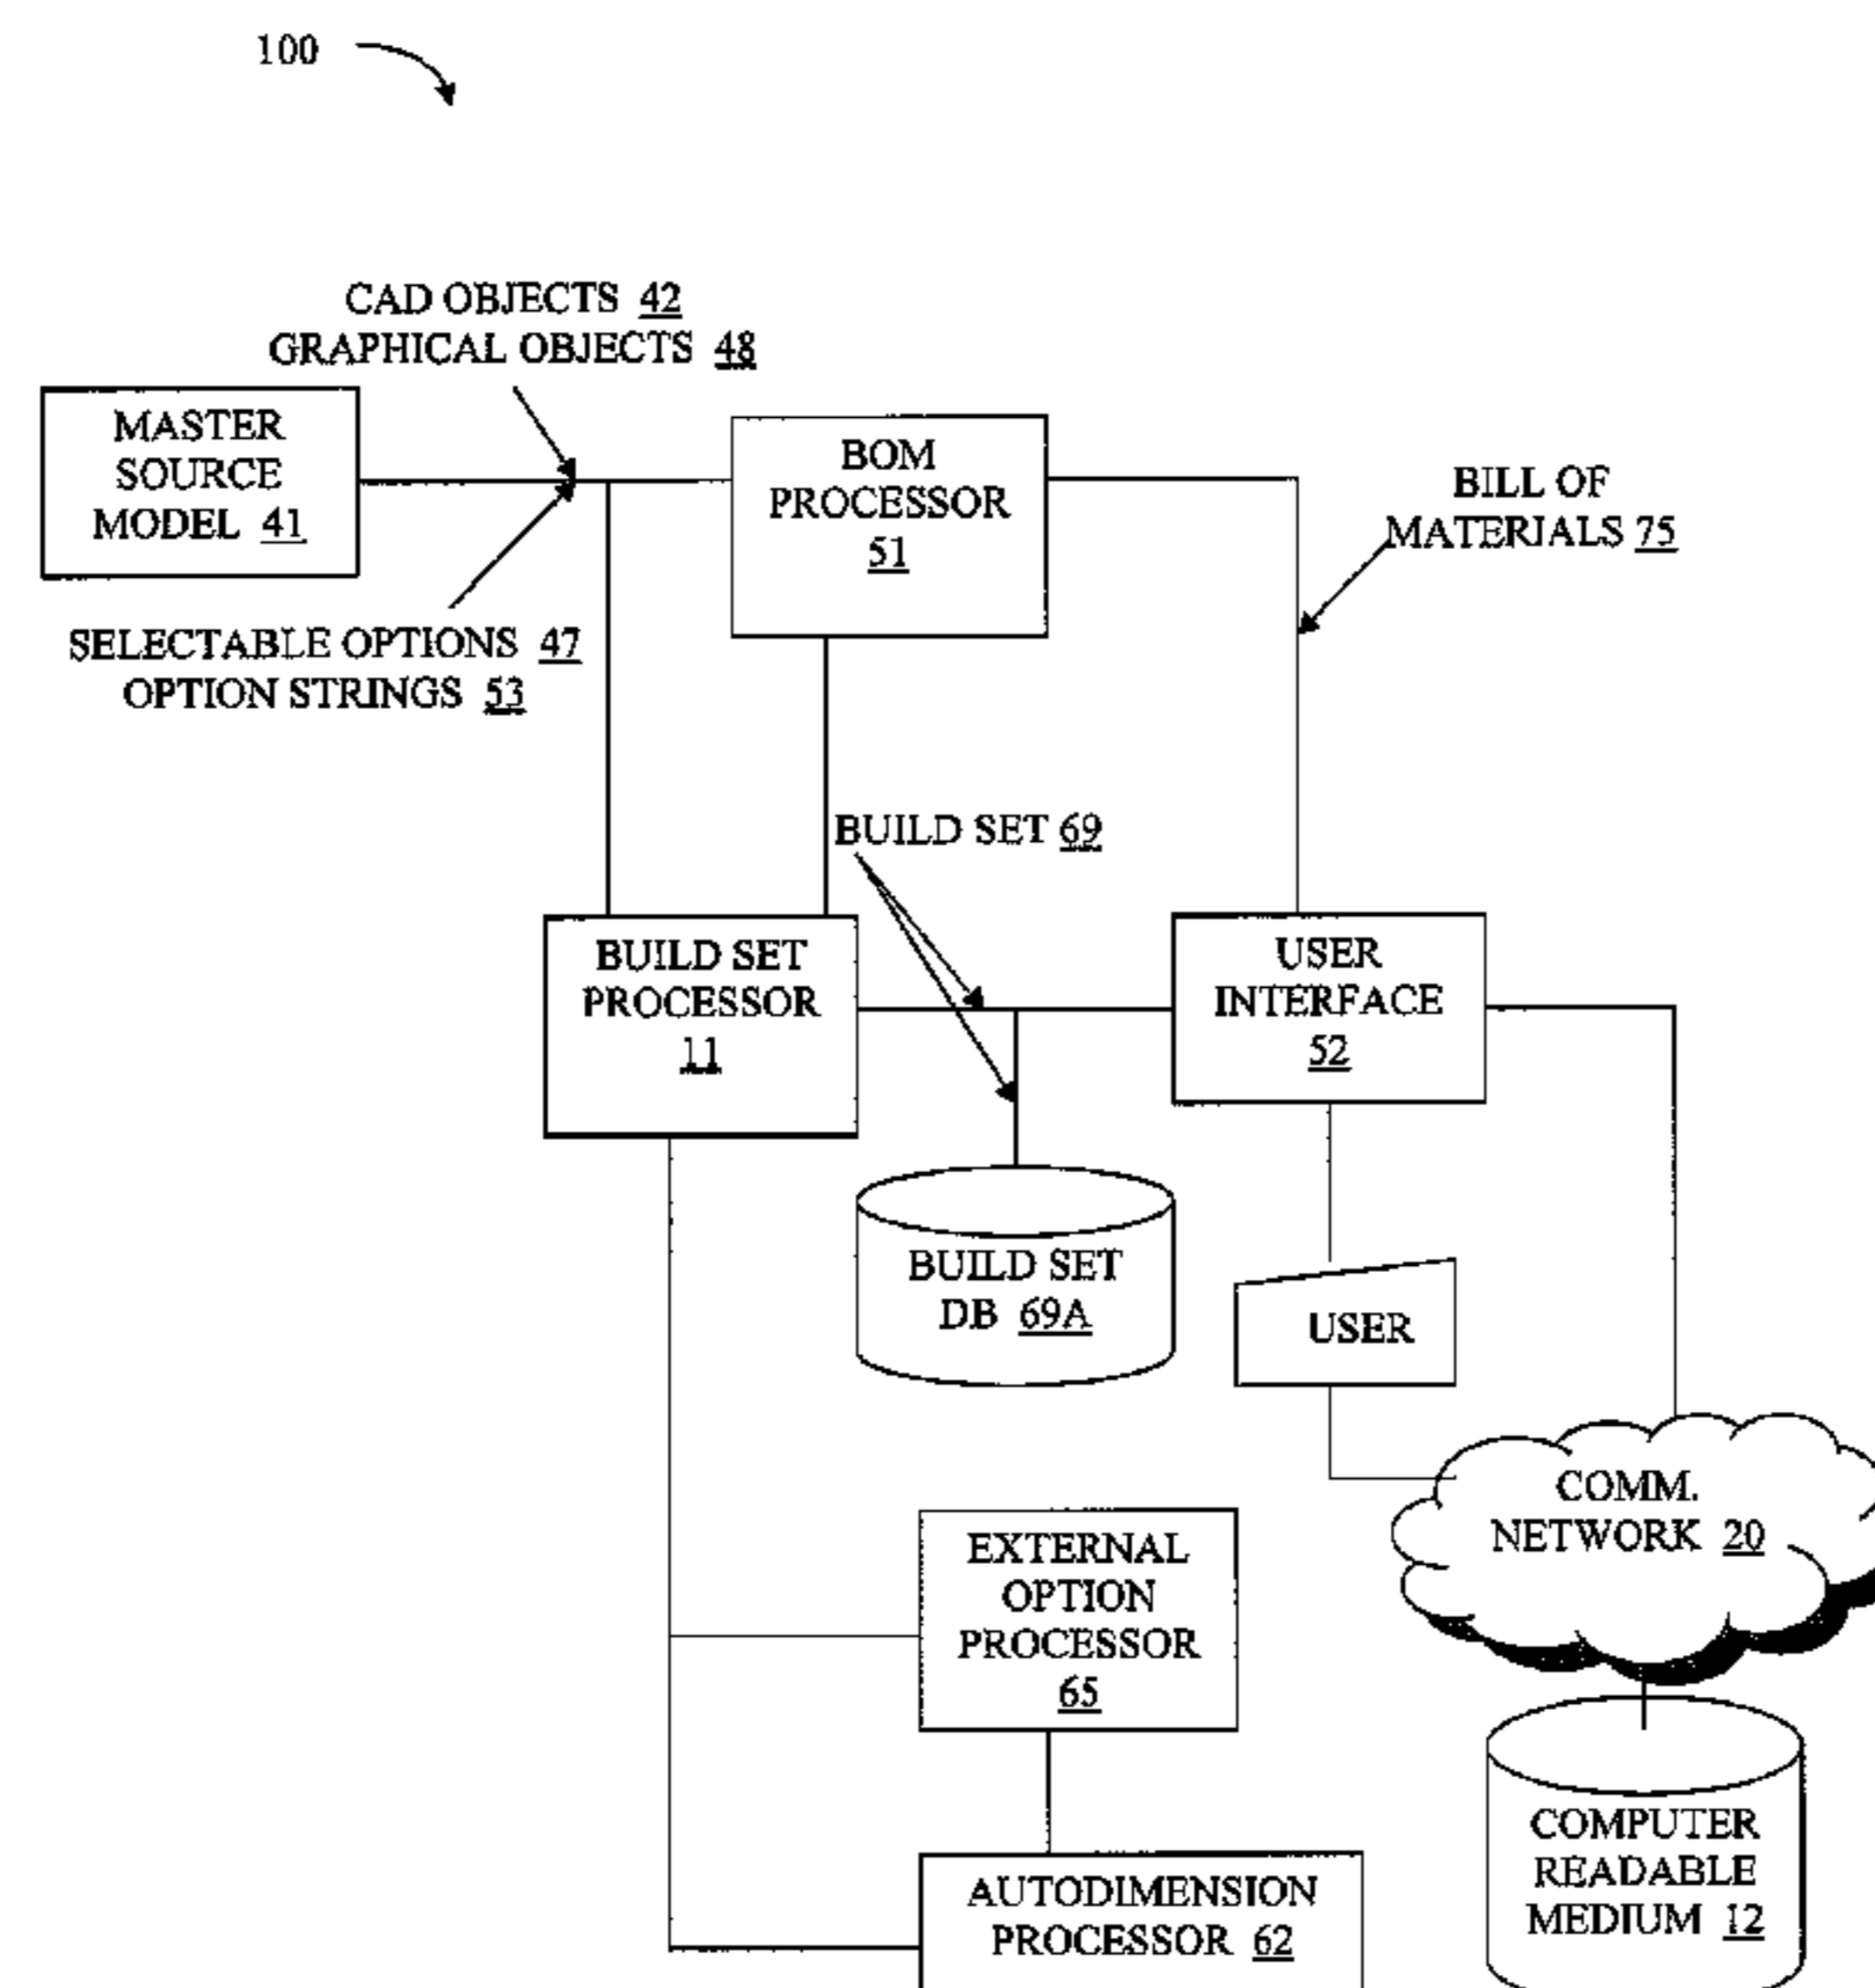 100
CAD OBJECTS 42
GRAPHICAL OBJECTS 48
MASTER
SOURCE
MODEL 41
BOM
PROCESSOR
51
BILL OF
MATERIALS 75
SELECTABLE OPTIONS 47
OPTION STRINGS 53
BUILD SET 69
BUILD SET
PROCESSOR
11
USER
INTERFACE
52
BUILD SET
DB 69A
USER
COMM.
NETWORK 20
EXTERNAL
OPTION
PROCESSOR
65
COMPUTER
READABLE
MEDIUM 12
AUTODIMENSION
PROCESSOR 62